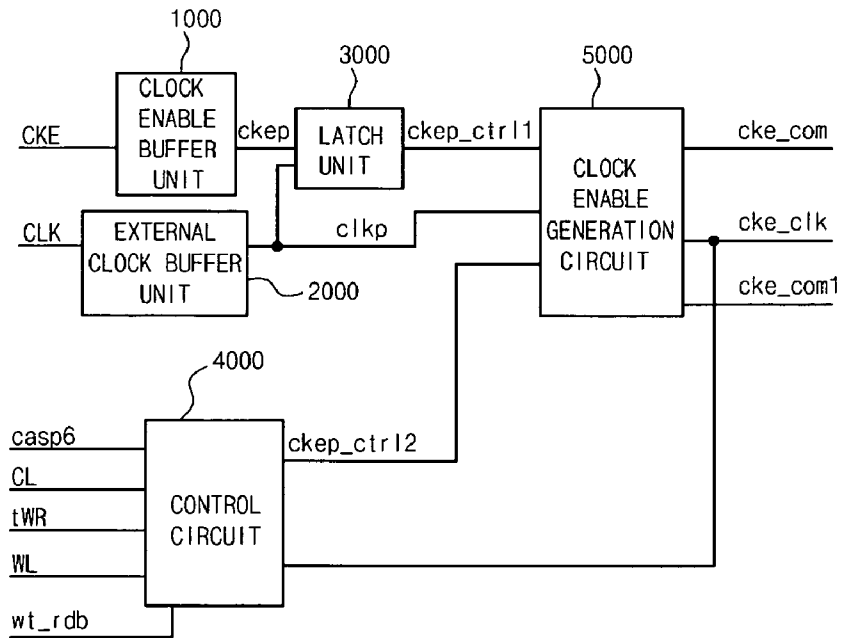 1000
3000
5000
CKE
CLOCK
ENABLE
BUFFER
UNIT
ckep
LATCH
UNIT
ckep_ctrl1
CLOCK
ENABLE
GENERATION
CIRCUIT
cke_com
CLK
EXTERNAL
CLOCK BUFFER
UNIT
clkp
cke_clk
2000
cke_com1
4000
casp6
CL
tWR
WL
wt_rdb
CONTROL
CIRCUIT
ckep_ctrl2